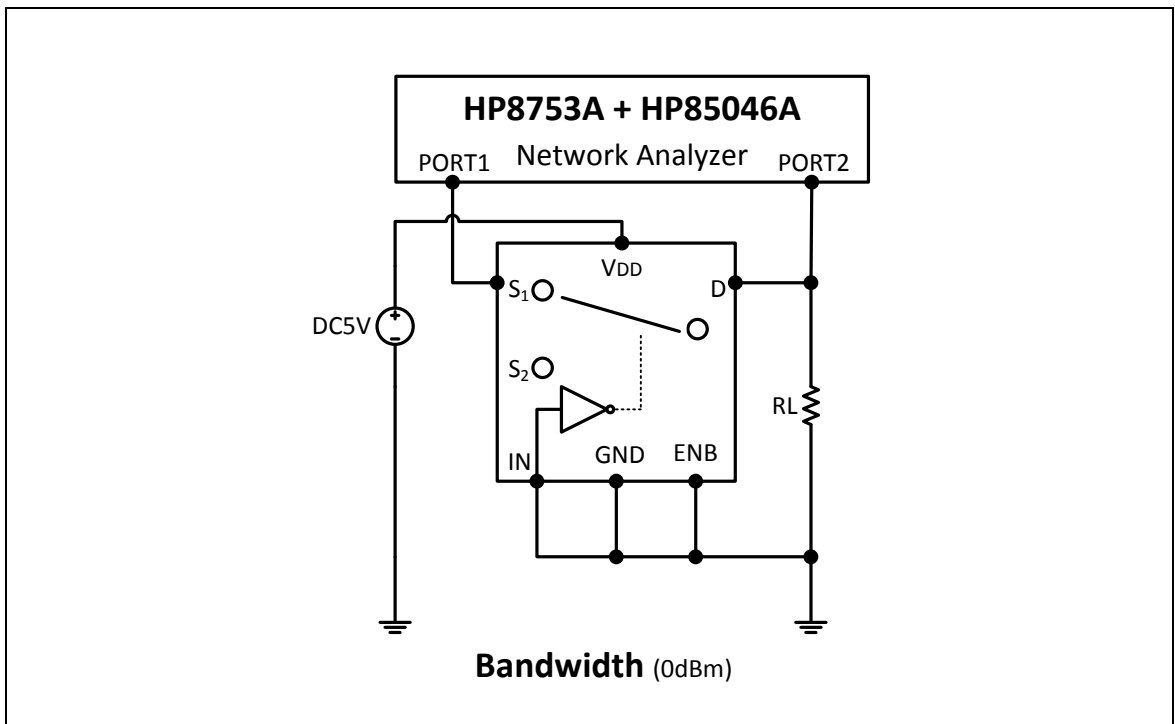 HP8753A + HP85046A
PORT1 Network Analyzer PORT2
VDD
S1 D
DC5V + -
S2
RL
IN GND ENB
Bandwidth (0dBm)